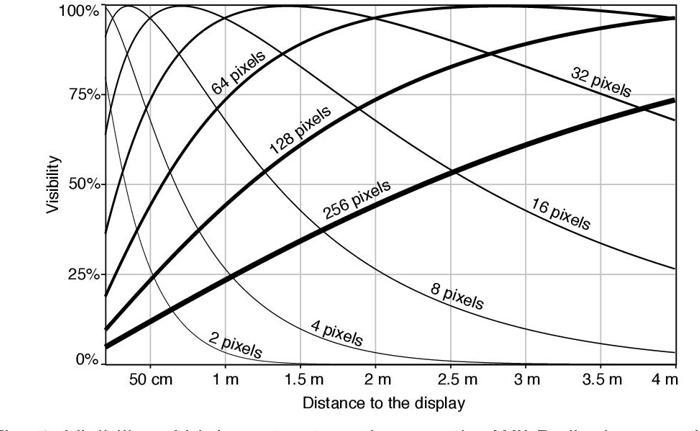 100%
75%
50%
25%
0%
Visibility
64 pixels
128 pixels
256 pixels
32 pixels
16 pixels
8 pixels
4 pixels
2 pixels
50 cm 1 m 1.5 m 2 m 2.5 m 3 m 3.5 m 4 m
Distance to the display